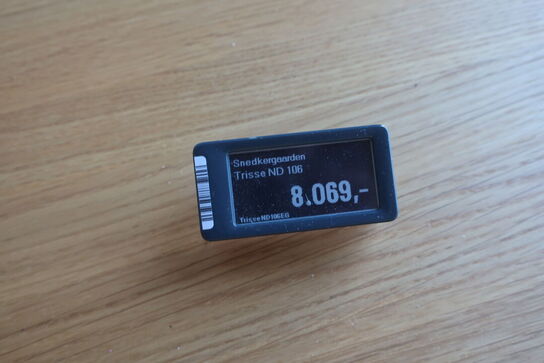 Snedkergaarden
Trisse ND 106
8.069,-
Trisse ND106EG